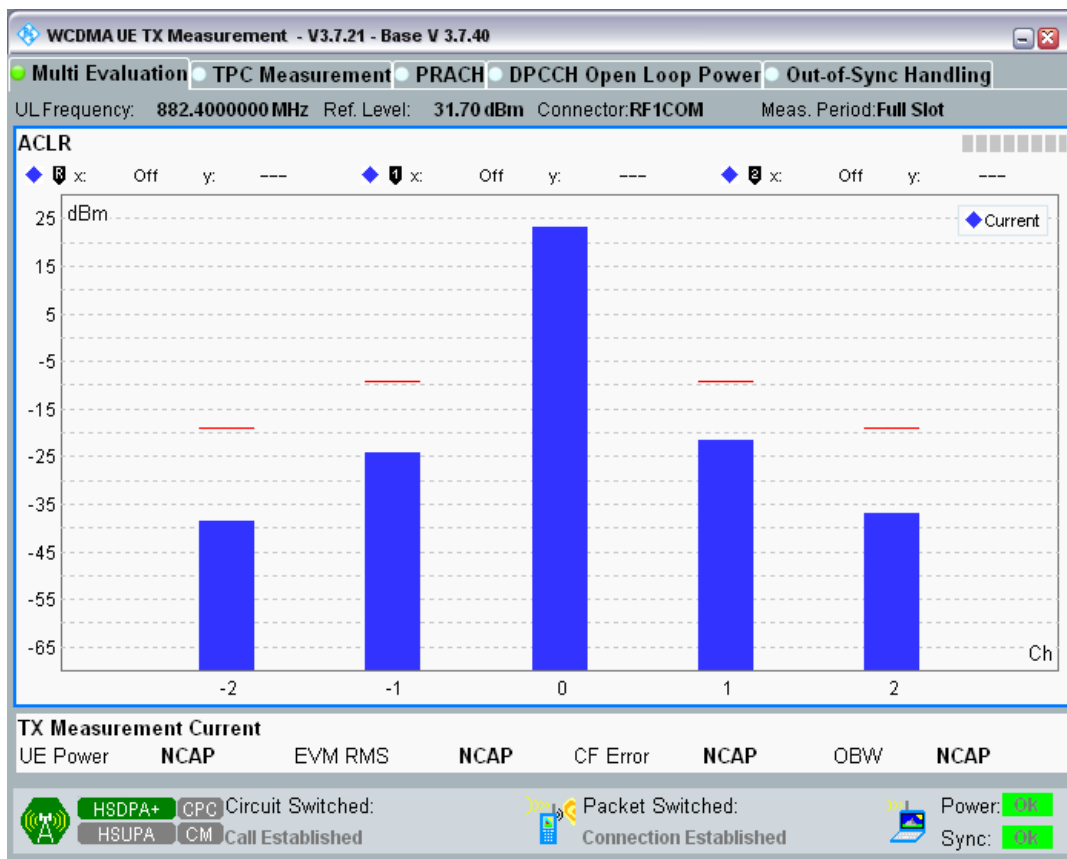 WCDMA UE TX Measurement - V3.7.21 - Base V 3.7.40
Multi Evaluation TPC Measurement PRACH DPCCH Open Loop Power Out-of-Sync Handling
UL Frequency: 882.4000000 MHz Ref. Level: 31.70 dBm Connector:RF1COM Meas. Period:Full Slot
ACLR
R x: Off y: --- 1 x: Off y: --- 2 x: Off y: ---
dBm
Current
25
15
5
-5
-15
-25
-35
-45
-55
-65
Ch
-2 -1 0 1 2
TX Measurement Current
UE Power NCAP EVM RMS NCAP CF Error NCAP OBW NCAP
HSDPA+ CPC Circuit Switched: Packet Switched: Power: OK
HSUPA CM Call Established Connection Established Sync: OK